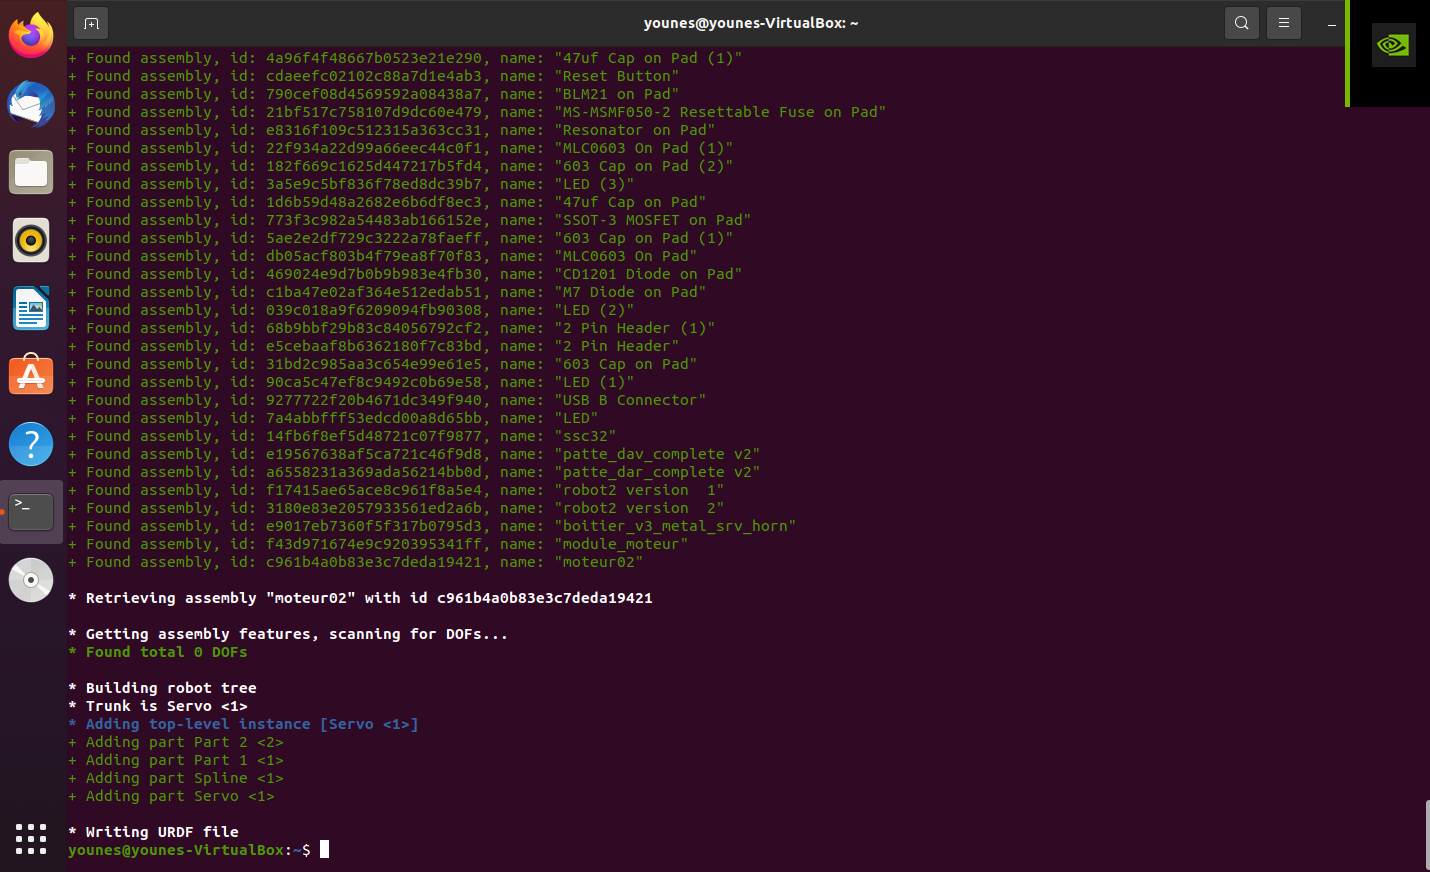 younes@younes-VirtualBox: ~
+ Found assembly, id: 4a96f4f48667b0523e21e290, name: "47uf Cap on Pad (1)"
+ Found assembly, id: cdaeefc02102c88a7d1e4ab3, name: "Reset Button"
+ Found assembly, id: 790cef08d4569592a08438a7, name: "BLM21 on Pad"
+ Found assembly, id: 21bf517c758107d9dc60e479, name: "MS-MSMF050-2 Resettable Fuse on Pad"
+ Found assembly, id: e8316f109c512315a363cc31, name: "Resonator on Pad"
+ Found assembly, id: 22f934a22d99a66eec44c0f1, name: "MLC0603 On Pad (1)"
+ Found assembly, id: 182f669c1625d447217b5fd4, name: "603 Cap on Pad (2)"
+ Found assembly, id: 3a5e9c5bf836f78ed8dc39b7, name: "LED (3)"
+ Found assembly, id: 1d6b59d48a2682e6b6df8ec3, name: "47uf Cap on Pad"
+ Found assembly, id: 773f3c982a54483ab166152e, name: "SSOT-3 MOSFET on Pad"
+ Found assembly, id: 5ae2e2df729c3222a78faeff, name: "603 Cap on Pad (1)"
+ Found assembly, id: db05acf803b4f79ea8f70f83, name: "MLC0603 On Pad"
+ Found assembly, id: 469024e9d7b0b9b983e4fb30, name: "CD1201 Diode on Pad"
+ Found assembly, id: c1ba47e02af364e512edab51, name: "M7 Diode on Pad"
+ Found assembly, id: 039c018a9f6209094fb90308, name: "LED (2)"
+ Found assembly, id: 68b9bbf29b83c84056792cf2, name: "2 Pin Header (1)"
+ Found assembly, id: e5cebaaf8b6362180f7c83bd, name: "2 Pin Header"
+ Found assembly, id: 31bd2c985aa3c654e99e61e5, name: "603 Cap on Pad"
+ Found assembly, id: 90ca5c47ef8c9492c0b69e58, name: "LED (1)"
+ Found assembly, id: 9277722f20b4671dc349f940, name: "USB B Connector"
+ Found assembly, id: 7a4abbfff53edcd00a8d65bb, name: "LED"
+ Found assembly, id: 14fb6f8ef5d48721c07f9877, name: "ssc32"
+ Found assembly, id: e19567638af5ca721c46f9d8, name: "patte_dav_complete v2"
+ Found assembly, id: a6558231a369ada56214bb0d, name: "patte_dar_complete v2"
+ Found assembly, id: f17415ae65ace8c961f8a5e4, name: "robot2 version  1"
+ Found assembly, id: 3180e83e2057933561ed2a6b, name: "robot2 version  2"
+ Found assembly, id: e9017eb7360f5f317b0795d3, name: "boitier_v3_metal_srv_horn"
+ Found assembly, id: f43d971674e9c920395341ff, name: "module_moteur"
+ Found assembly, id: c961b4a0b83e3c7deda19421, name: "moteur02"
* Retrieving assembly "moteur02" with id c961b4a0b83e3c7deda19421
* Getting assembly features, scanning for DOFs...
* Found total 0 DOFs
* Building robot tree
* Trunk is Servo <1>
* Adding top-level instance [Servo <1>]
+ Adding part Part 2 <2>
+ Adding part Part 1 <1>
+ Adding part Spline <1>
+ Adding part Servo <1>
* Writing URDF file
younes@younes-VirtualBox:~$